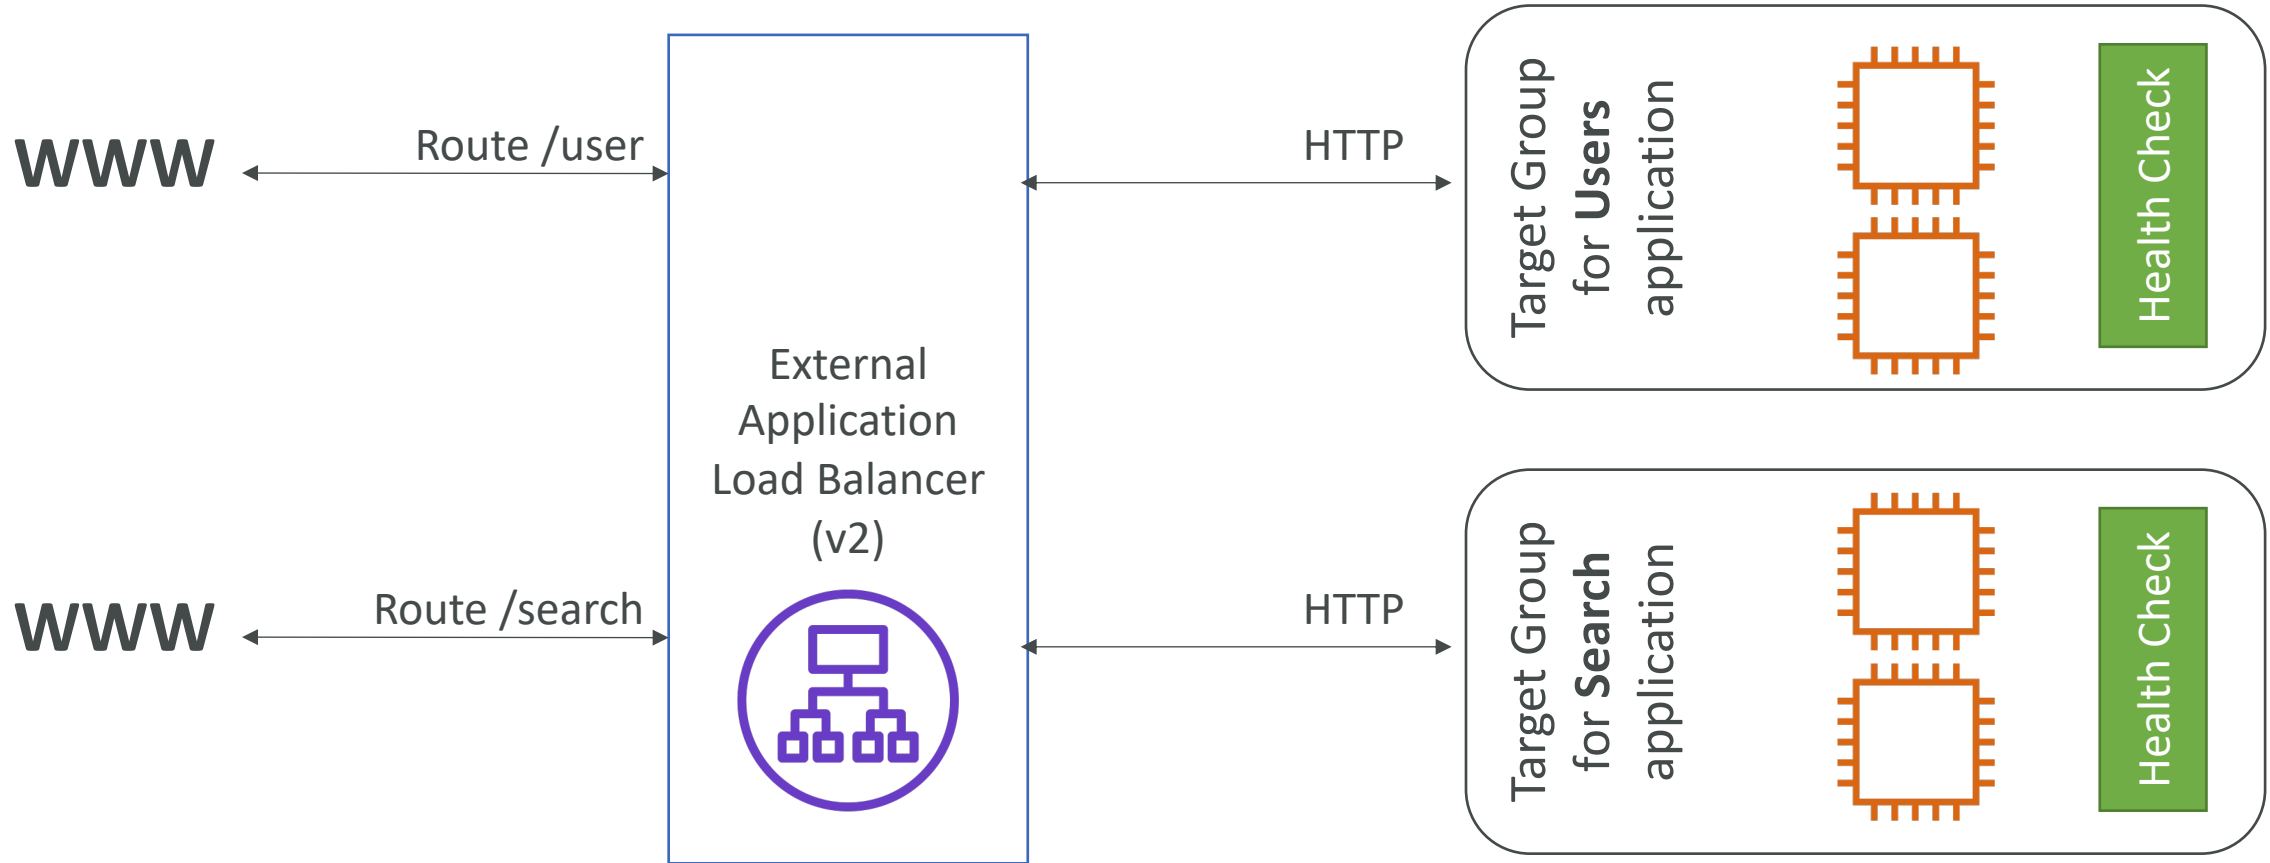 WWW
Route /user
HTTP
Target Group
for Users
application
Health Check
External
Application
Load Balancer
(v2)
WWW
Route /search
HTTP
Target Group
for Search
application
Health Check